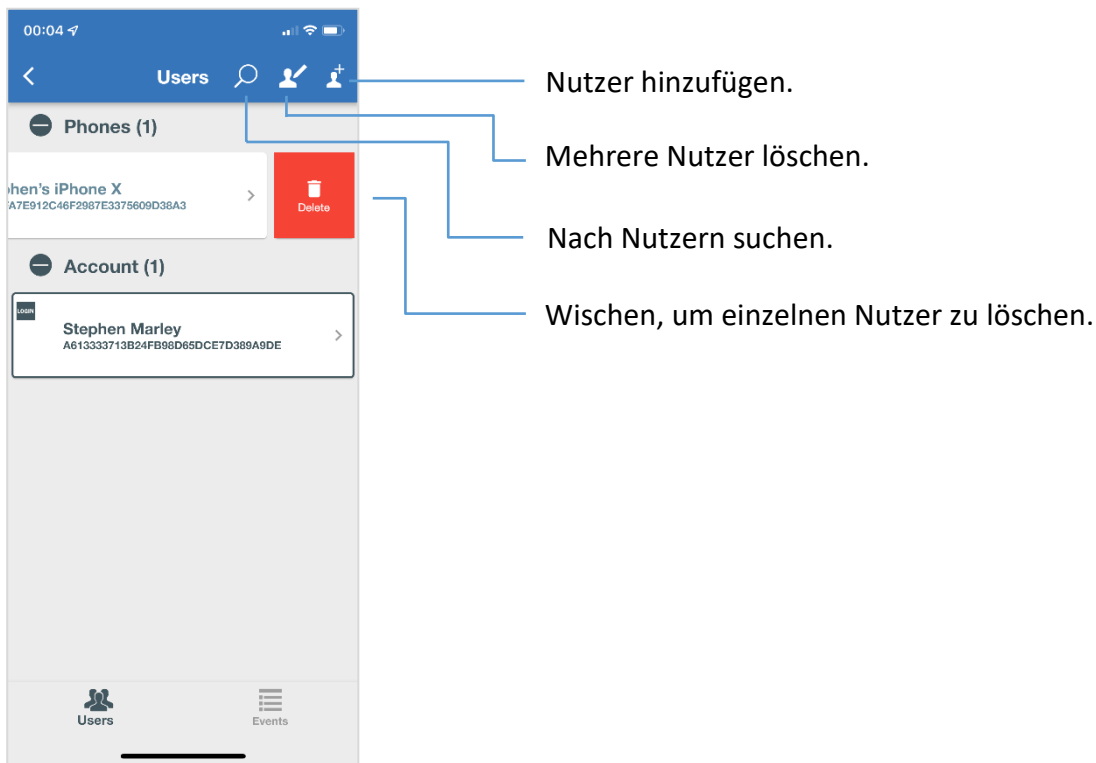 00:04
Users
Nutzer hinzufügen.
Phones (1)
Mehrere Nutzer löschen.
hen's iPhone X
A7E912C46F2987E3375609D38A3
Delete
Nach Nutzern suchen.
Account (1)
LOGIN
Wischen, um einzelnen Nutzer zu löschen.
Stephen Marley
A613333713B24FB98D65DCE7D389A9DE
Users
Events